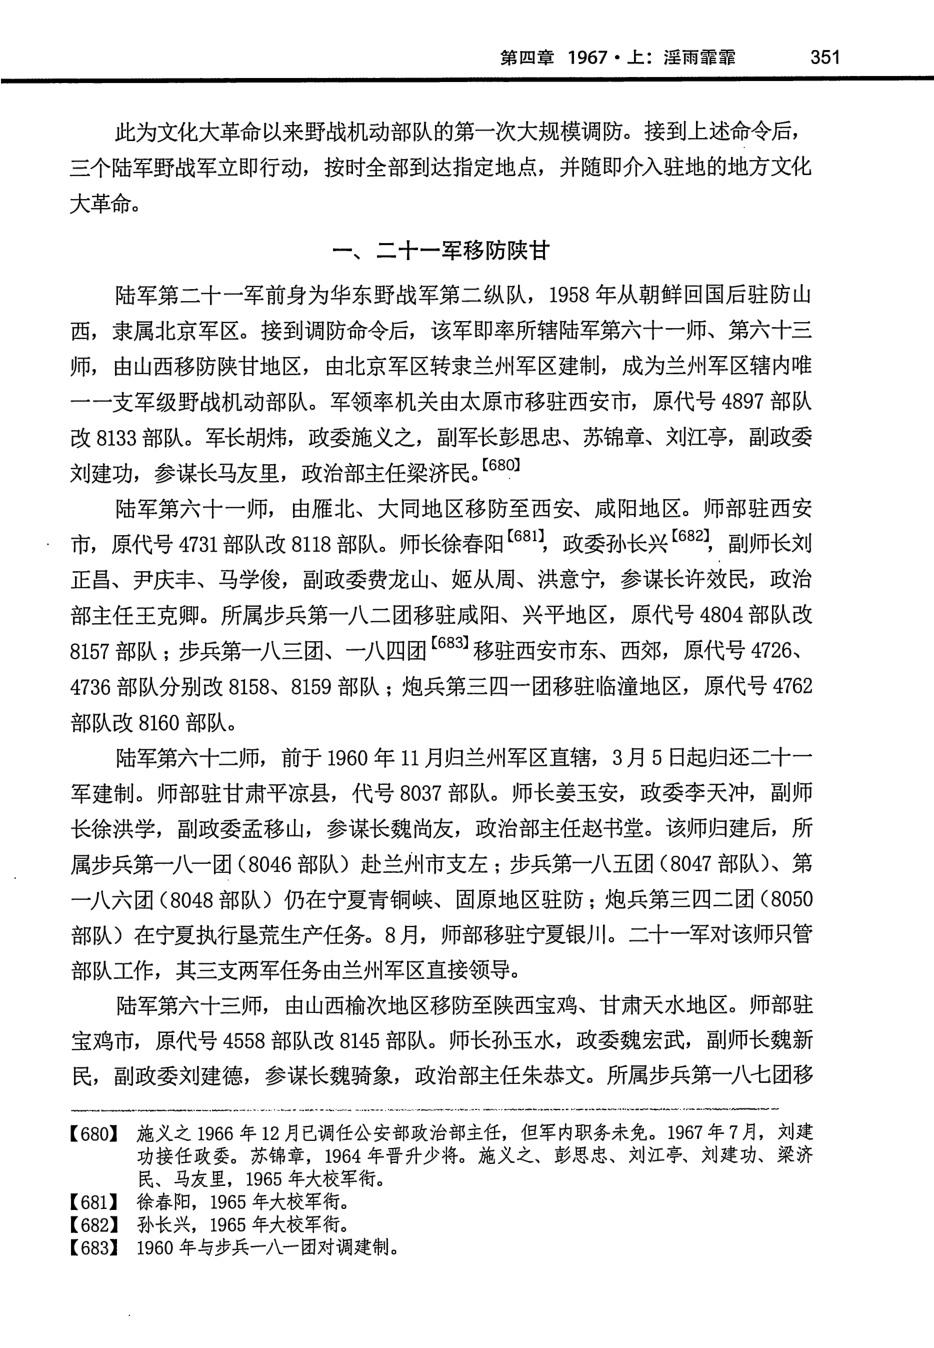 第四章 1967·上：淫雨霏霏 351
此为文化大革命以来野战机动部队的第一次大规模调防。接到上述命令后，
三个陆军野战军立即行动，按时全部到达指定地点，并随即介入驻地的地方文化
大革命。
一、二十一军移防陕甘
陆军第二十一军前身为华东野战军第二纵队，1958 年从朝鲜回国后驻防山
西，隶属北京军区。接到调防命令后，该军即率所辖陆军第六十一师、第六十三
师，由山西移防陕甘地区，由北京军区转隶兰州军区建制，成为兰州军区辖内唯
一一支军级野战机动部队。军领率机关由太原市移驻西安市，原代号 4897 部队
改 8133 部队。军长胡炜，政委施义之，副军长彭思忠、苏锦章、刘江亭，副政委
刘建功，参谋长马友里，政治部主任梁济民。【680】
陆军第六十一师，由雁北、大同地区移防至西安、咸阳地区。师部驻西安
市，原代号 4731 部队改 8118 部队。师长徐春阳【681】，政委孙长兴【682】，副师长刘
正昌、尹庆丰、马学俊，副政委费龙山、姬从周、洪意宁，参谋长许效民，政治
部主任王克卿。所属步兵第一八二团移驻咸阳、兴平地区，原代号 4804 部队改
8157 部队；步兵第一八三团、一八四团【683】移驻西安市东、西郊，原代号 4726、
4736 部队分别改 8158、8159 部队；炮兵第三四一团移驻临潼地区，原代号 4762
部队改 8160 部队。
陆军第六十二师，前于 1960 年 11 月归兰州军区直辖，3 月 5 日起归还二十一
军建制。师部驻甘肃平凉县，代号 8037 部队。师长姜玉安，政委李天冲，副师
长徐洪学，副政委孟移山，参谋长魏尚友，政治部主任赵书堂。该师归建后，所
属步兵第一八一团（8046 部队）赴兰州市支左；步兵第一八五团（8047 部队）、第
一八六团（8048 部队）仍在宁夏青铜峡、固原地区驻防；炮兵第三四二团（8050
部队）在宁夏执行垦荒生产任务。8 月，师部移驻宁夏银川。二十一军对该师只管
部队工作，其三支两军任务由兰州军区直接领导。
陆军第六十三师，由山西榆次地区移防至陕西宝鸡、甘肃天水地区。师部驻
宝鸡市，原代号 4558 部队改 8145 部队。师长孙玉水，政委魏宏武，副师长魏新
民，副政委刘建德，参谋长魏骑象，政治部主任朱恭文。所属步兵第一八七团移
【680】 施义之 1966 年 12 月已调任公安部政治部主任，但军内职务未免。1967 年 7 月，刘建
功接任政委。苏锦章，1964 年晋升少将。施义之、彭思忠、刘江亭、刘建功、梁济
民、马友里，1965 年大校军衔。
【681】 徐春阳，1965 年大校军衔。
【682】 孙长兴，1965 年大校军衔。
【683】 1960 年与步兵一八一团对调建制。